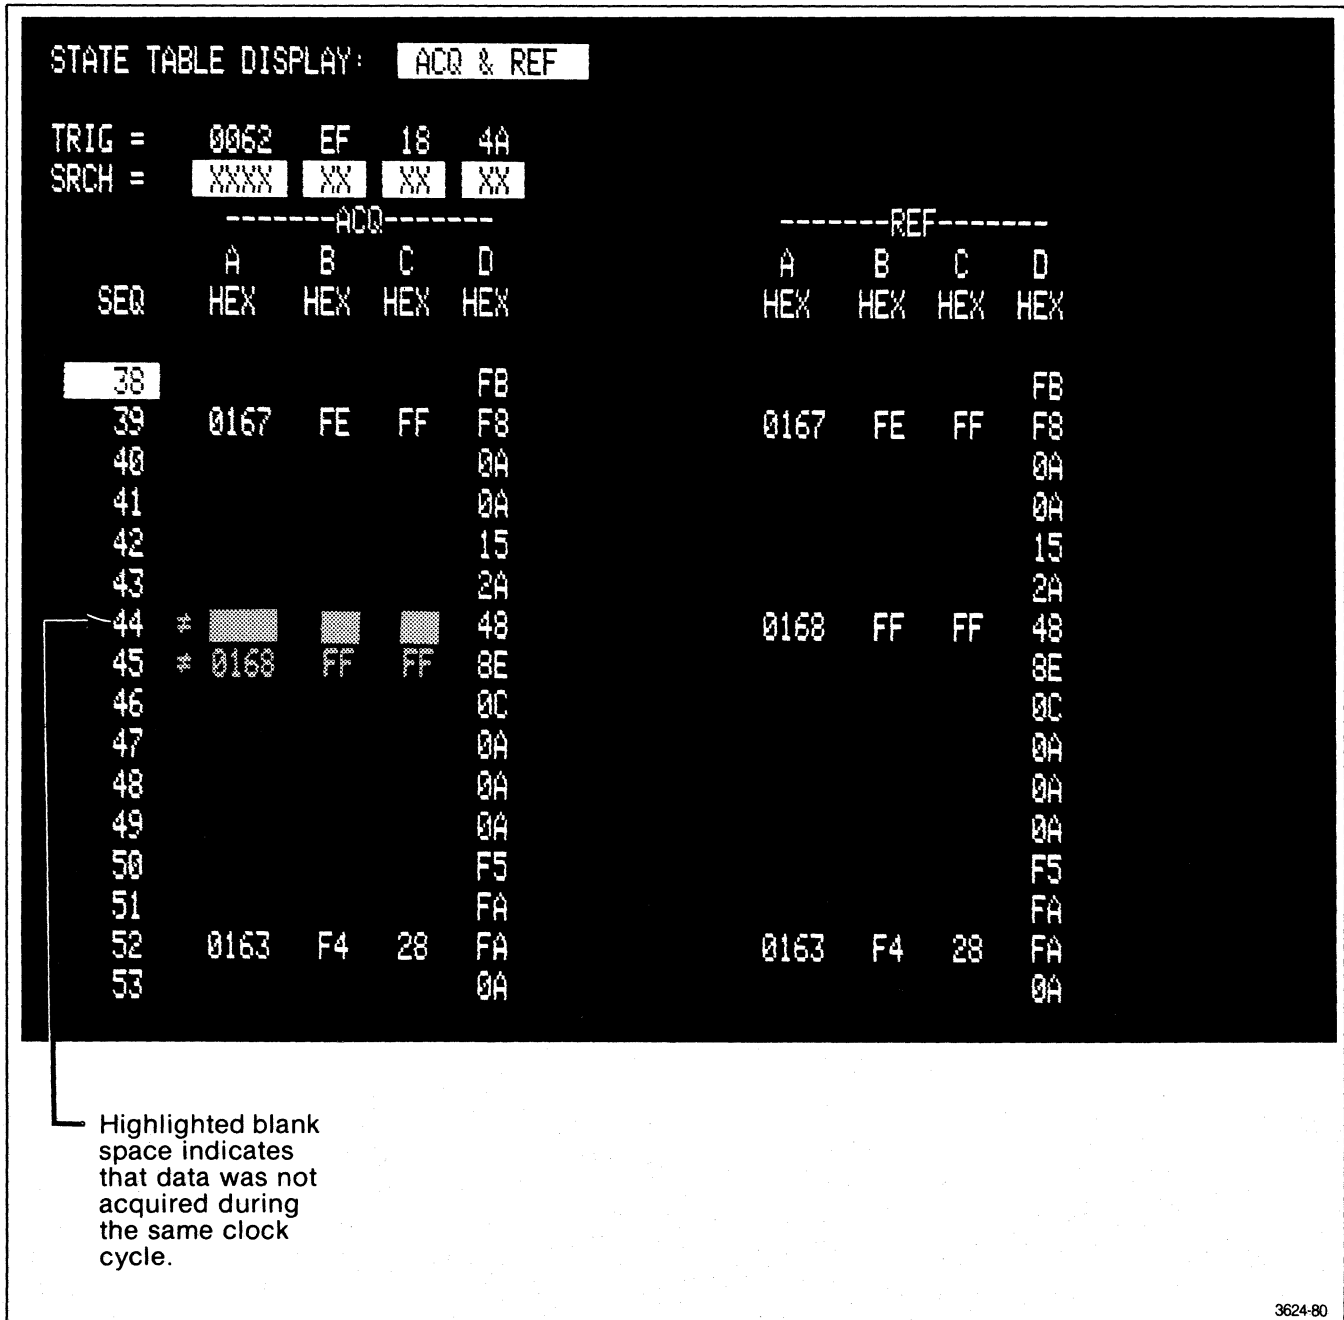 STATE TABLE DISPLAY: ACQ & REF
TRIG = 0062 EF 18 4A
SRCH = XXXX XX XX XX
-------ACQ------- -------REF-------
A B C D A B C D
SEQ HEX HEX HEX HEX HEX HEX HEX HEX
38 FB FB
39 0167 FE FF F8 0167 FE FF F8
40 0A 0A
41 0A 0A
42 15 15
43 2A 2A
44 ≠ 48 0168 FF FF 48
45 ≠ 0168 FF FF 8E 8E
46 0C 0C
47 0A 0A
48 0A 0A
49 0A 0A
50 F5 F5
51 FA FA
52 0163 F4 28 FA 0163 F4 28 FA
53 0A 0A
Highlighted blank
space indicates
that data was not
acquired during
the same clock
cycle.
3624-80